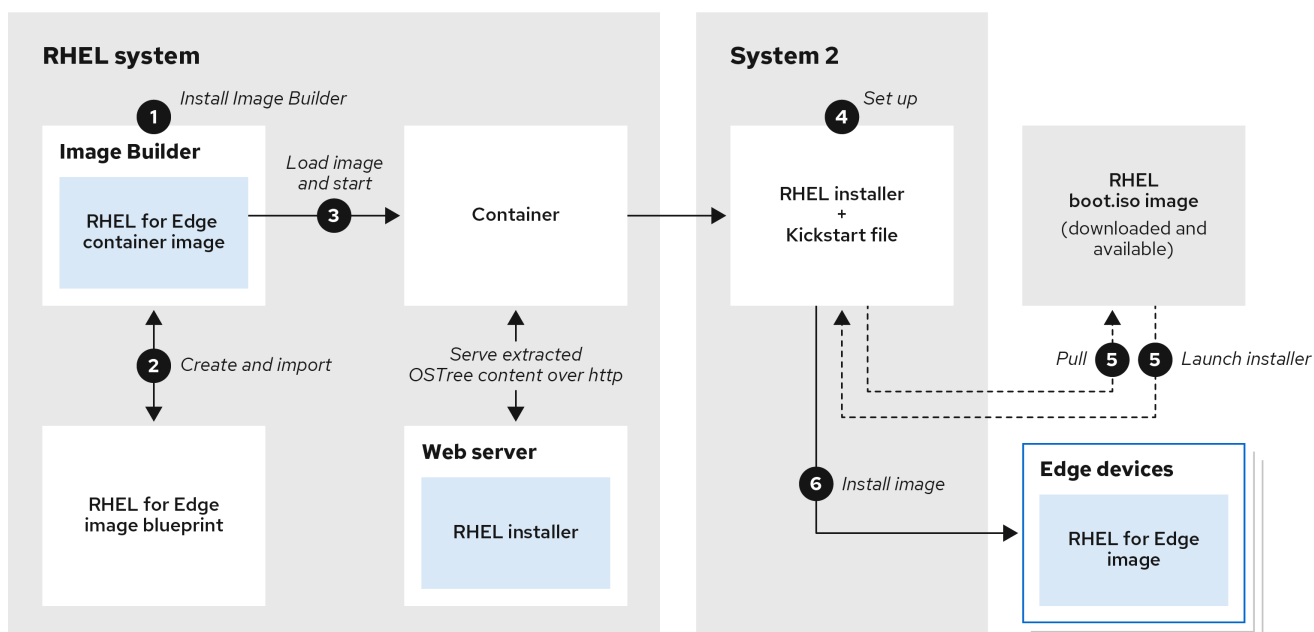 RHEL system
1
Install Image Builder
Image Builder
RHEL for Edge
container image
Load image
and start
3
Container
2
Create and import
Serve extracted
OSTree content over http
RHEL for Edge
image blueprint
Web server
RHEL installer
System 2
4
Set up
RHEL installer
+
Kickstart file
RHEL
boot.iso image
(downloaded and
available)
Pull
5
5
Launch installer
6
Install image
Edge devices
RHEL for Edge
image